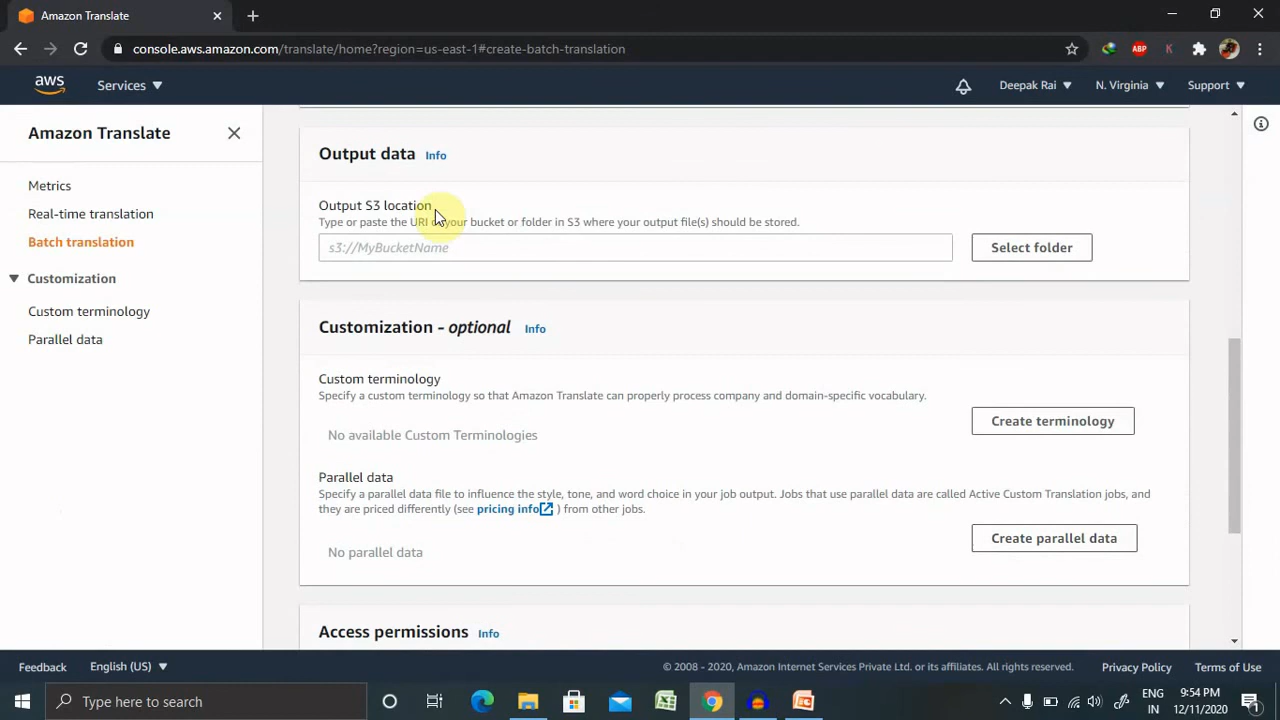 Amazon Translate
console.aws.amazon.com/translate/home?region=us-east-1#create-batch-translation
ABP
K
aws
Services
Deepak Rai
N. Virginia
Support
Amazon Translate
Metrics
Real-time translation
Batch translation
Customization
Custom terminology
Parallel data
Output data Info
Output S3 location
Type or paste the URI of your bucket or folder in S3 where your output file(s) should be stored.
s3://MyBucketName
Select folder
Customization - optional Info
Custom terminology
Specify a custom terminology so that Amazon Translate can properly process company and domain-specific vocabulary.
No available Custom Terminologies
Create terminology
Parallel data
Specify a parallel data file to influence the style, tone, and word choice in your job output. Jobs that use parallel data are called Active Custom Translation jobs, and
they are priced differently (see pricing info ) from other jobs.
No parallel data
Create parallel data
Access permissions Info
Feedback
English (US)
© 2008 - 2020, Amazon Internet Services Private Ltd. or its affiliates. All rights reserved.
Privacy Policy
Terms of Use
Type here to search
ENG
IN
9:54 PM
12/11/2020
1